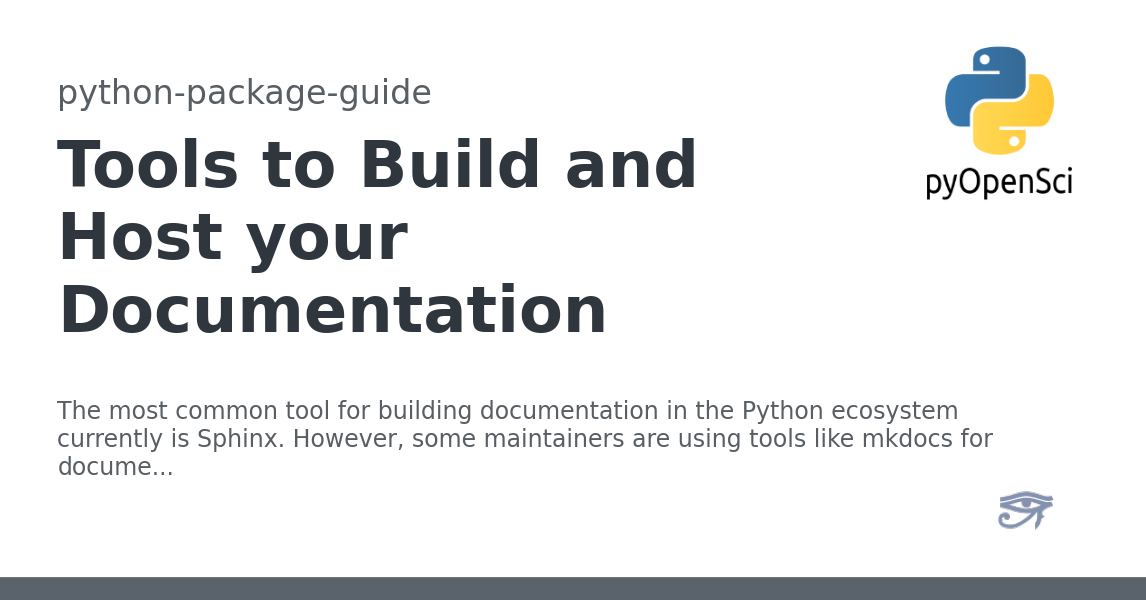 python-package-guide
Tools to Build and
Host your
Documentation
pyOpenSci
The most common tool for building documentation in the Python ecosystem
currently is Sphinx. However, some maintainers are using tools like mkdocs for
docume...